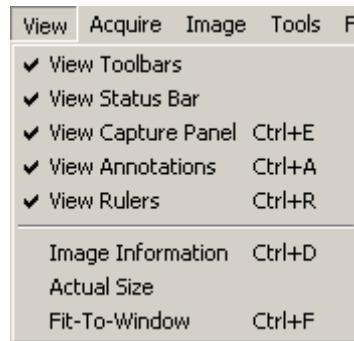 View Acquire Image Tools F
View Toolbars
View Status Bar
View Capture Panel Ctrl+E
View Annotations Ctrl+A
View Rulers Ctrl+R
Image Information Ctrl+D
Actual Size
Fit-To-Window Ctrl+F